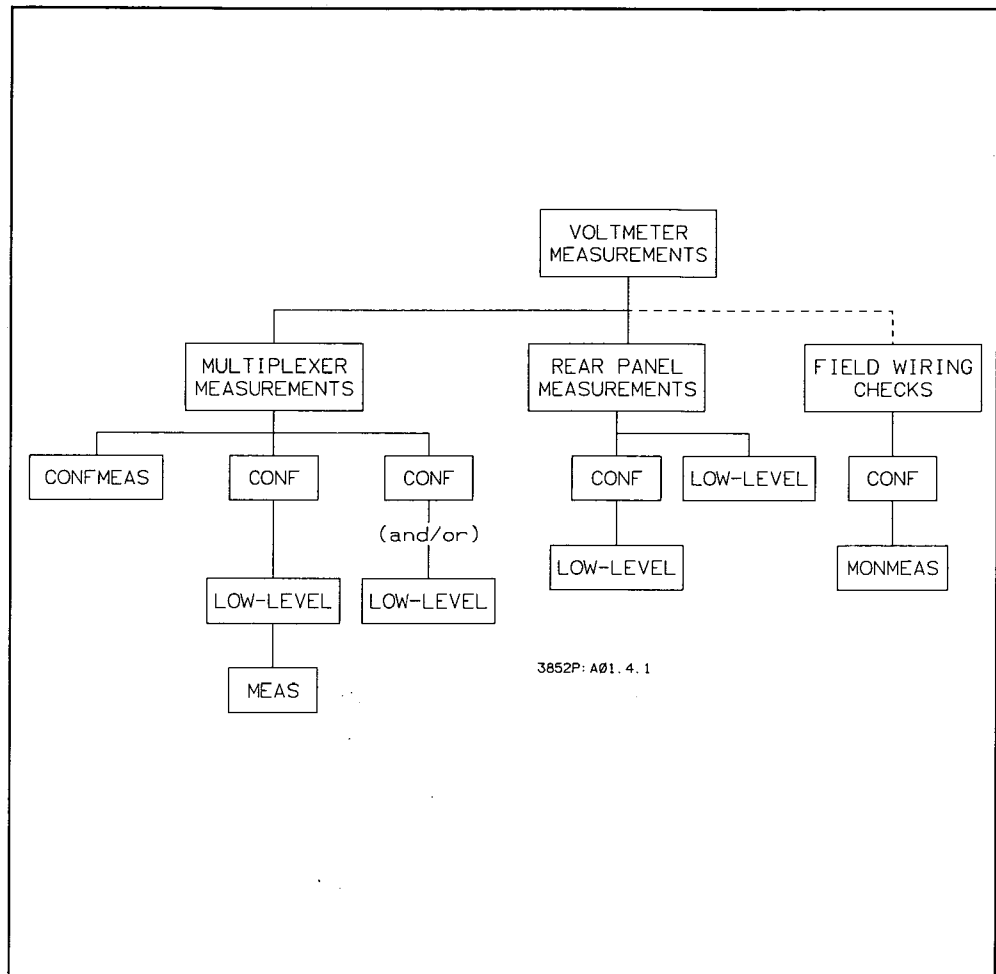 VOLTMETER
MEASUREMENTS
MULTIPLEXER
MEASUREMENTS
REAR PANEL
MEASUREMENTS
FIELD WIRING
CHECKS
CONFMEAS
CONF
CONF
(and/or)
LOW-LEVEL
LOW-LEVEL
MEAS
CONF
LOW-LEVEL
LOW-LEVEL
CONF
MONMEAS
3852P: AØ1.4.1